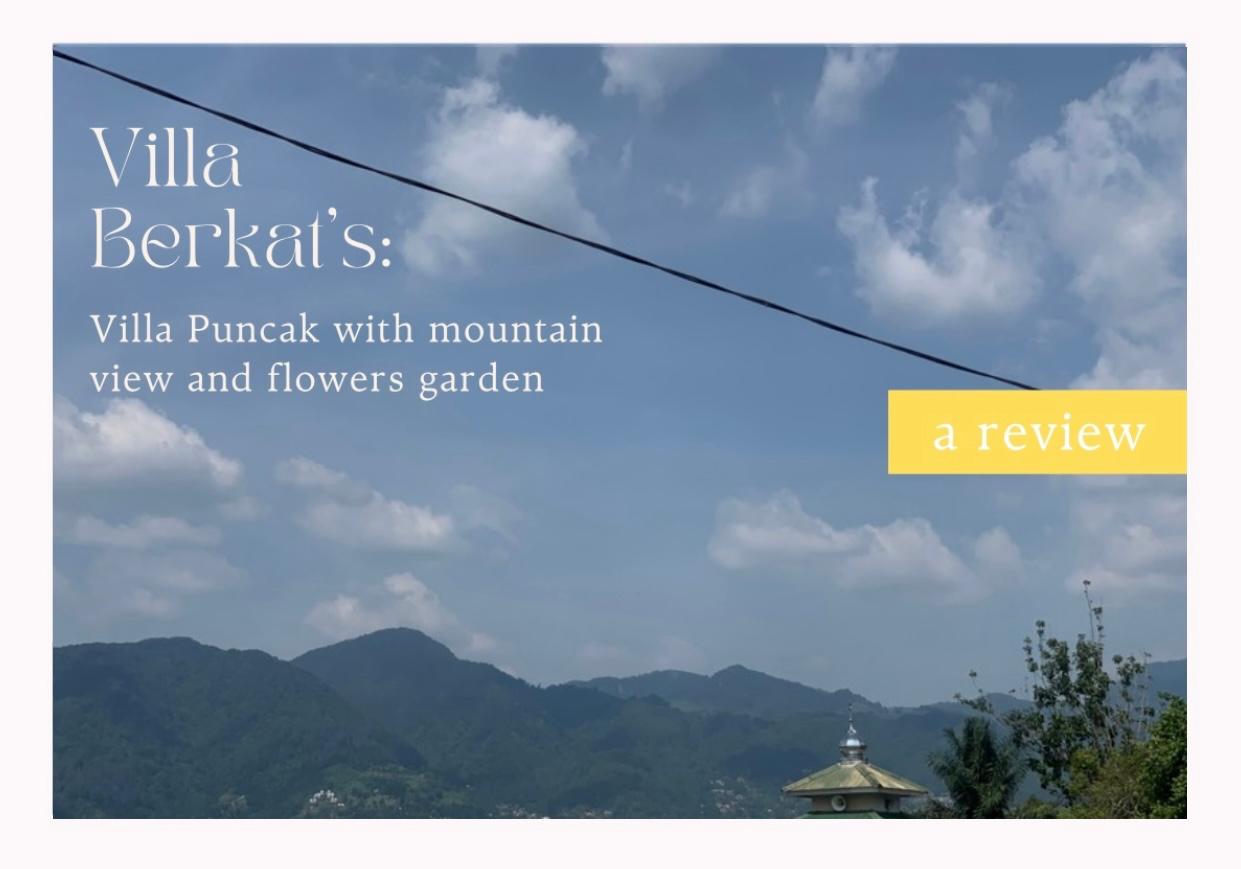 Villa
Berkat’s:
Villa Puncak with mountain
view and flowers garden
a review